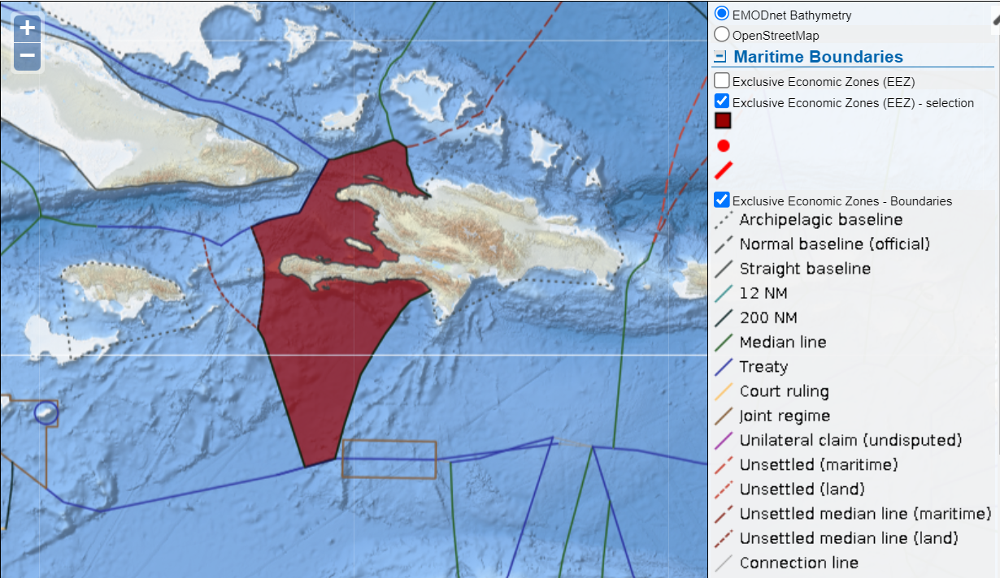 +
−
EMODnet Bathymetry
OpenStreetMap
Maritime Boundaries
Exclusive Economic Zones (EEZ)
Exclusive Economic Zones (EEZ) - selection
Exclusive Economic Zones - Boundaries
Archipelagic baseline
Normal baseline (official)
Straight baseline
12 NM
200 NM
Median line
Treaty
Court ruling
Joint regime
Unilateral claim (undisputed)
Unsettled (maritime)
Unsettled (land)
Unsettled median line (maritime)
Unsettled median line (land)
Connection line